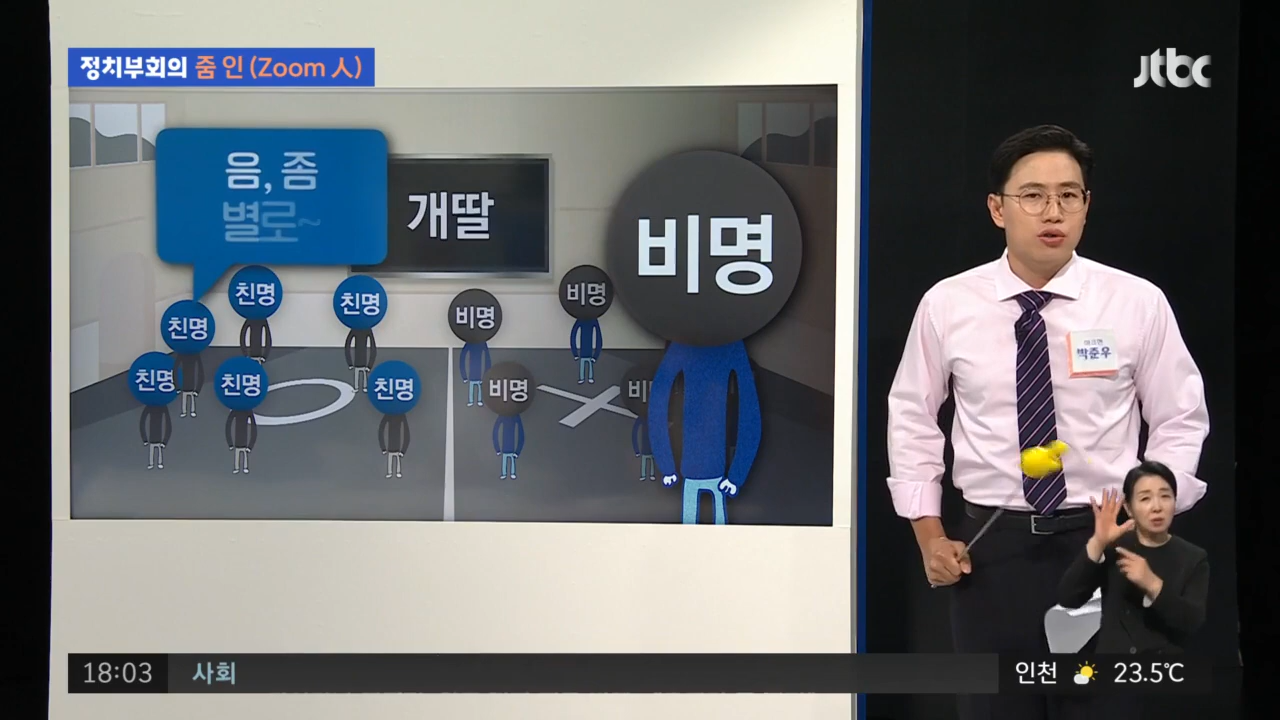 정치부회의 줌 인 (Zoom 人)
jtbc
음, 좀
별로~
개딸
비명
친명
친명
비명
비명
친명
친명
친명
친명
비명
박준우
18:03 사회
인천 23.5℃